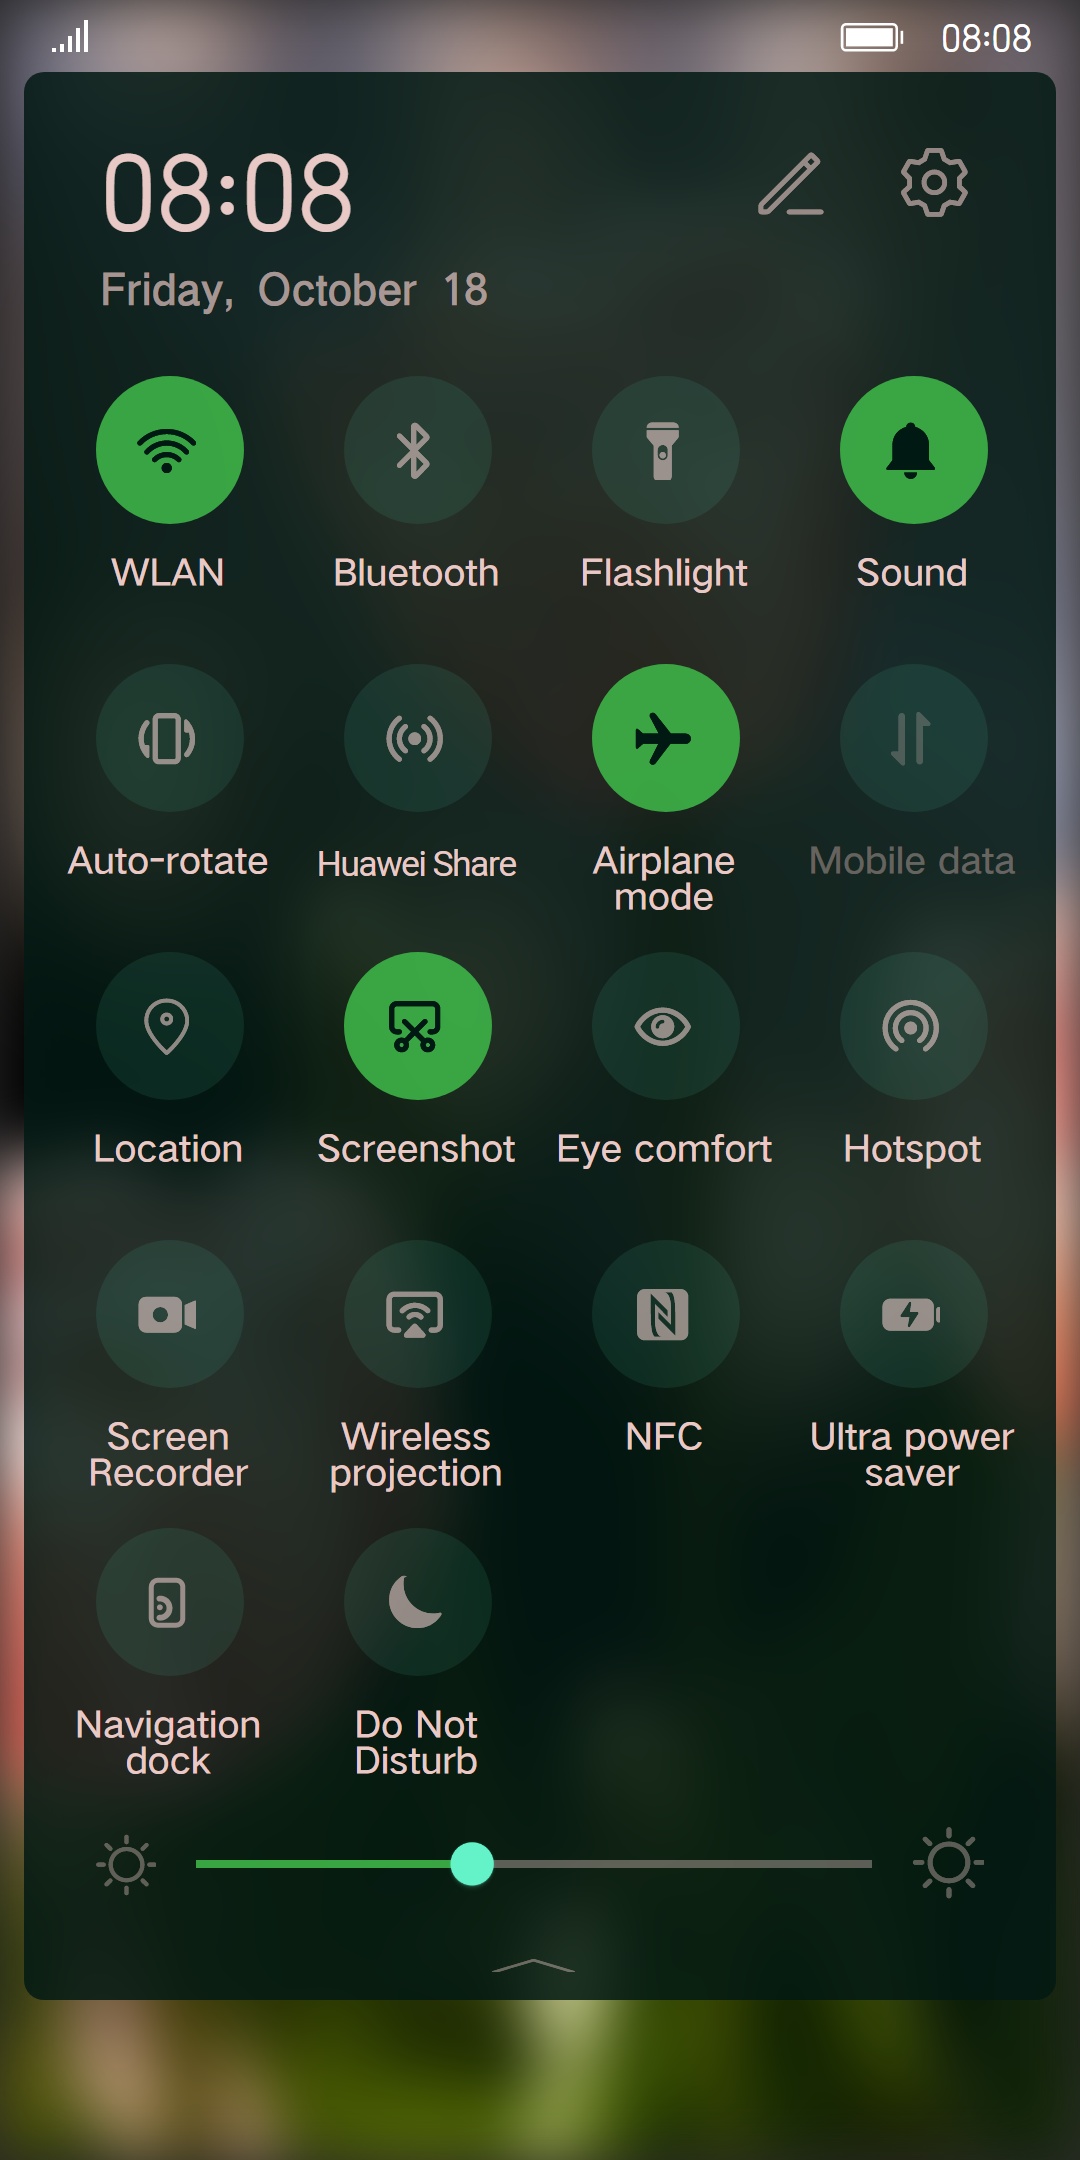 08:08
08:08
Friday, October 18
WLAN
Bluetooth
Flashlight
Sound
Auto-rotate
Huawei Share
Airplane
mode
Mobile data
Location
Screenshot
Eye comfort
Hotspot
Screen
Recorder
Wireless
projection
NFC
Ultra power
saver
Navigation
dock
Do Not
Disturb